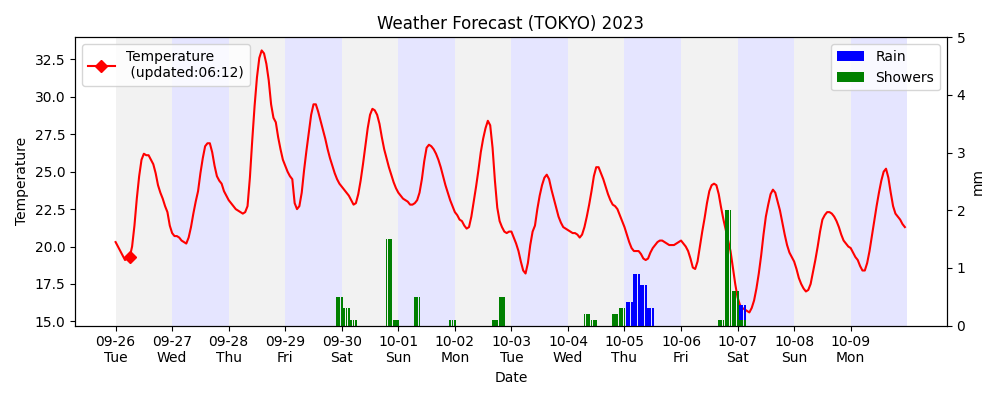 Weather Forecast (TOKYO) 2023
Temperature
(updated:06:12)
Rain
Showers
32.5
30.0
27.5
25.0
22.5
20.0
17.5
15.0
Temperature
5
4
3
2
1
0
mm
09-26 09-27 09-28 09-29 09-30 10-01 10-02 10-03 10-04 10-05 10-06 10-07 10-08 10-09
Tue Wed Thu Fri Sat Sun Mon Tue Wed Thu Fri Sat Sun Mon
Date